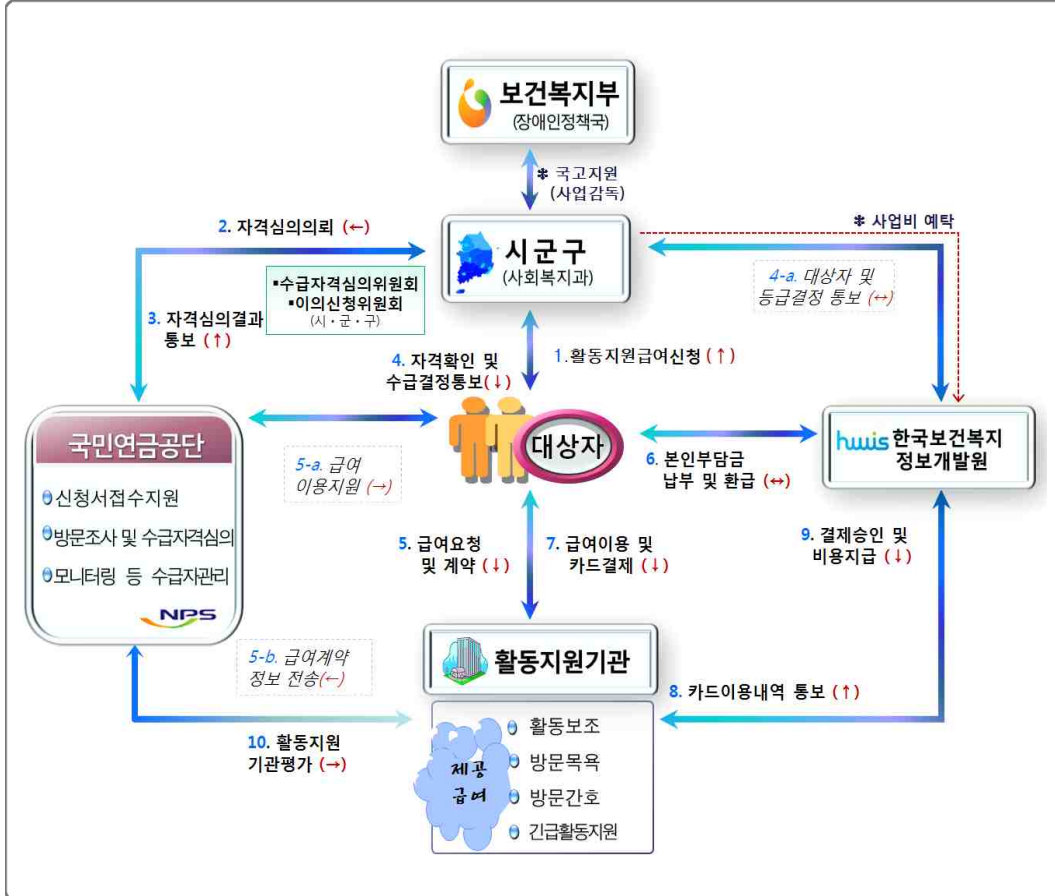 보건복지부
(장애인정책국)
✻ 국고지원
(사업감독)
2. 자격심의의뢰 (←)
✻ 사업비 예탁
시군구
(사회복지과)
▪수급자격심의위원회
▪이의신청위원회
(시・군・구)
4-a. 대상자 및
등급결정 통보 (↔)
3. 자격심의결과
통보 (↑)
4. 자격확인 및
수급결정통보(↓)
1.활동지원급여신청 (↑)
국민연금공단
신청서접수지원
방문조사 및 수급자격심의
모니터링 등 수급자관리
NPS
5-a. 급여
이용지원 (→)
대상자
6. 본인부담금
납부 및 환급 (↔)
hwis 한국보건복지
정보개발원
5. 급여요청
및 계약 (↓)
7. 급여이용 및
카드결제 (↓)
9. 결제승인 및
비용지급 (↓)
5-b. 급여계약
정보 전송(←)
활동지원기관
8. 카드이용내역 통보 (↑)
10. 활동지원
기관평가 (→)
제공
급여
활동보조
방문목욕
방문간호
긴급활동지원